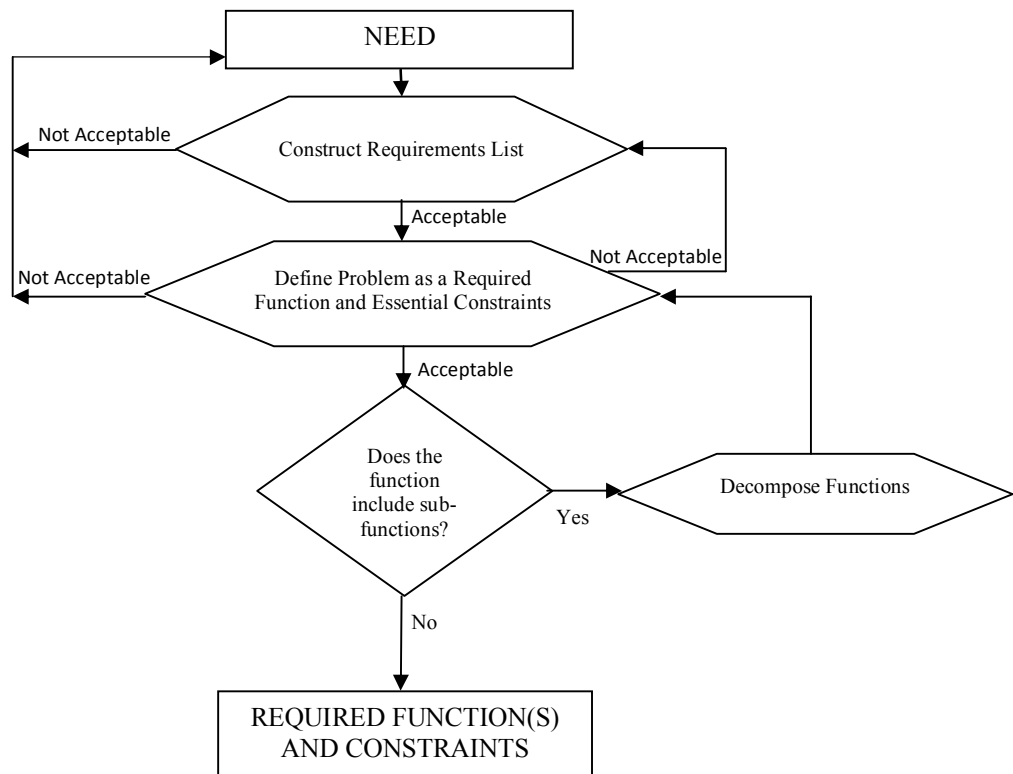 NEED
Not Acceptable
Construct Requirements List
Acceptable
Not Acceptable
Not Acceptable
Define Problem as a Required
Function and Essential Constraints
Acceptable
Does the
function
include sub-
functions?
Yes
Decompose Functions
No
REQUIRED FUNCTION(S)
AND CONSTRAINTS